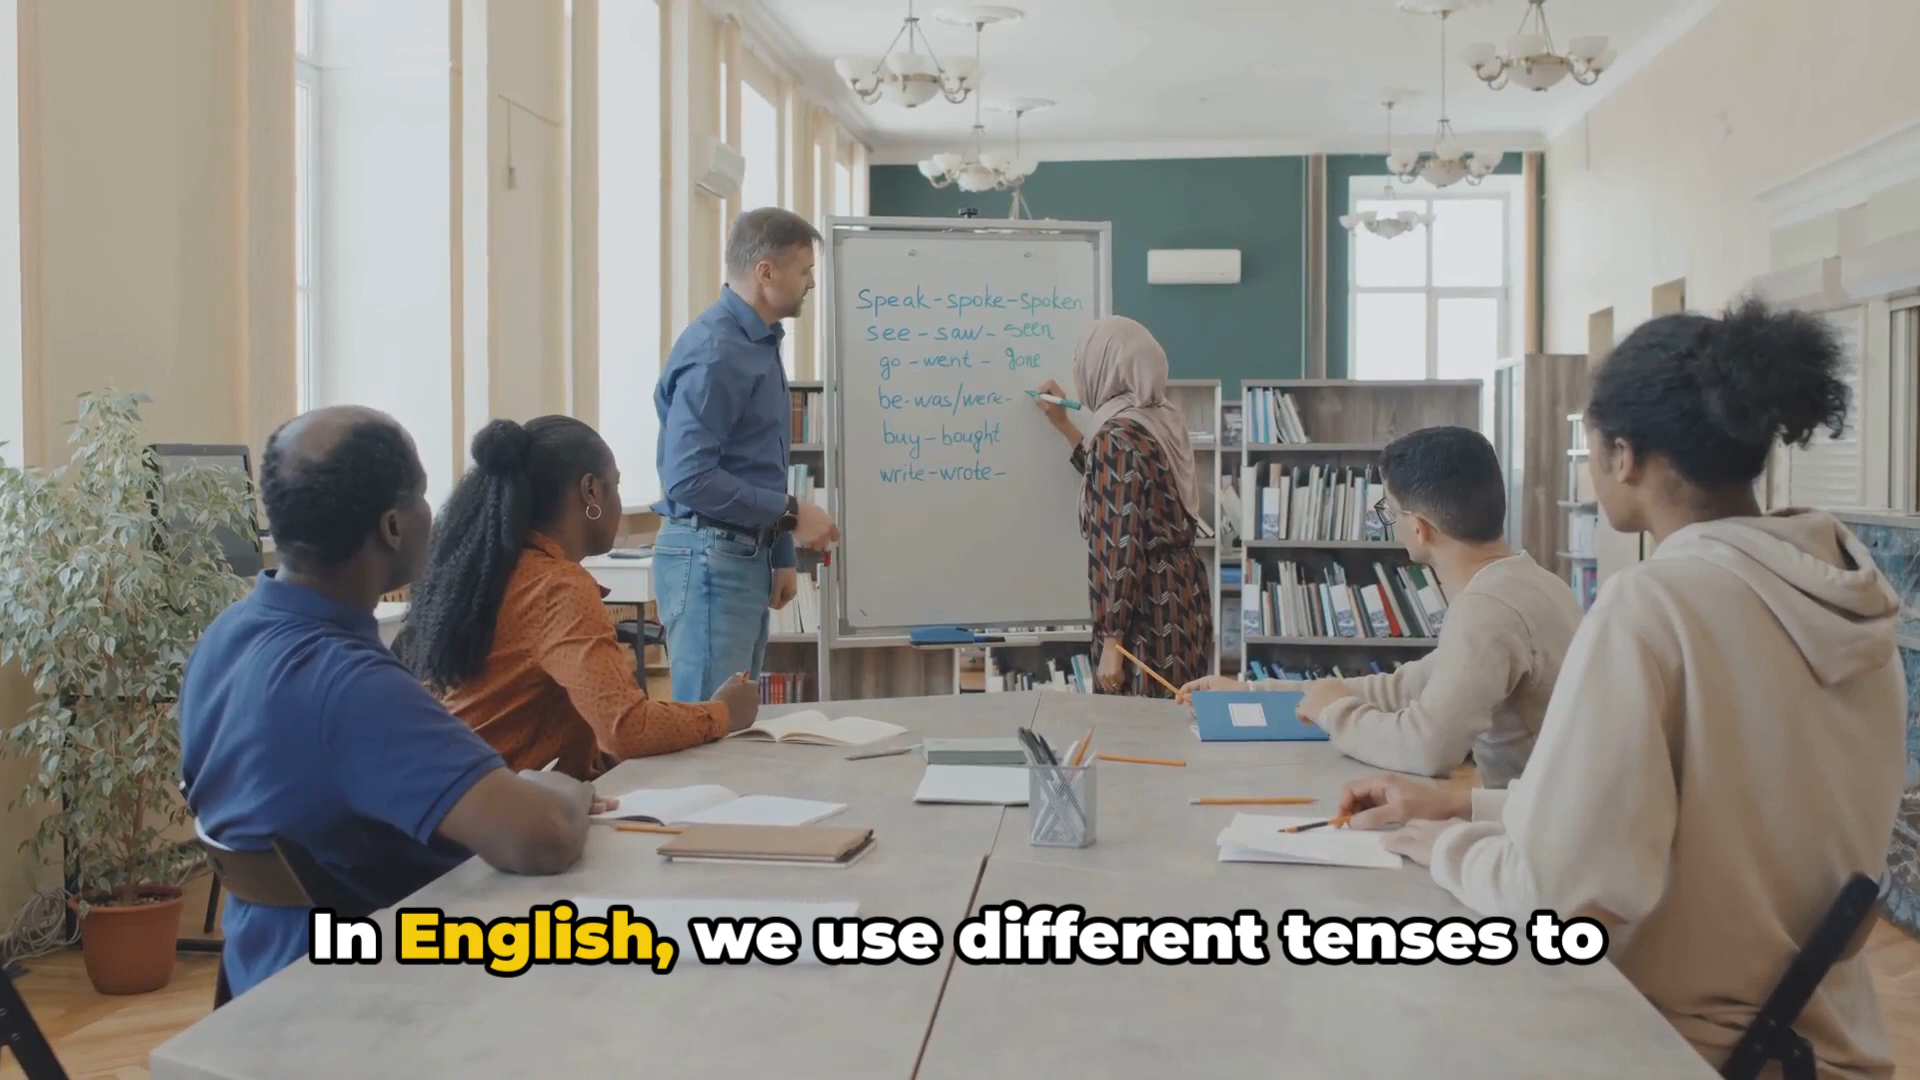 Speak-spoke-spoken
see-saw-seen
go-went-gone
be-was/were-
buy-bought
write-wrote-
In English, we use different tenses to